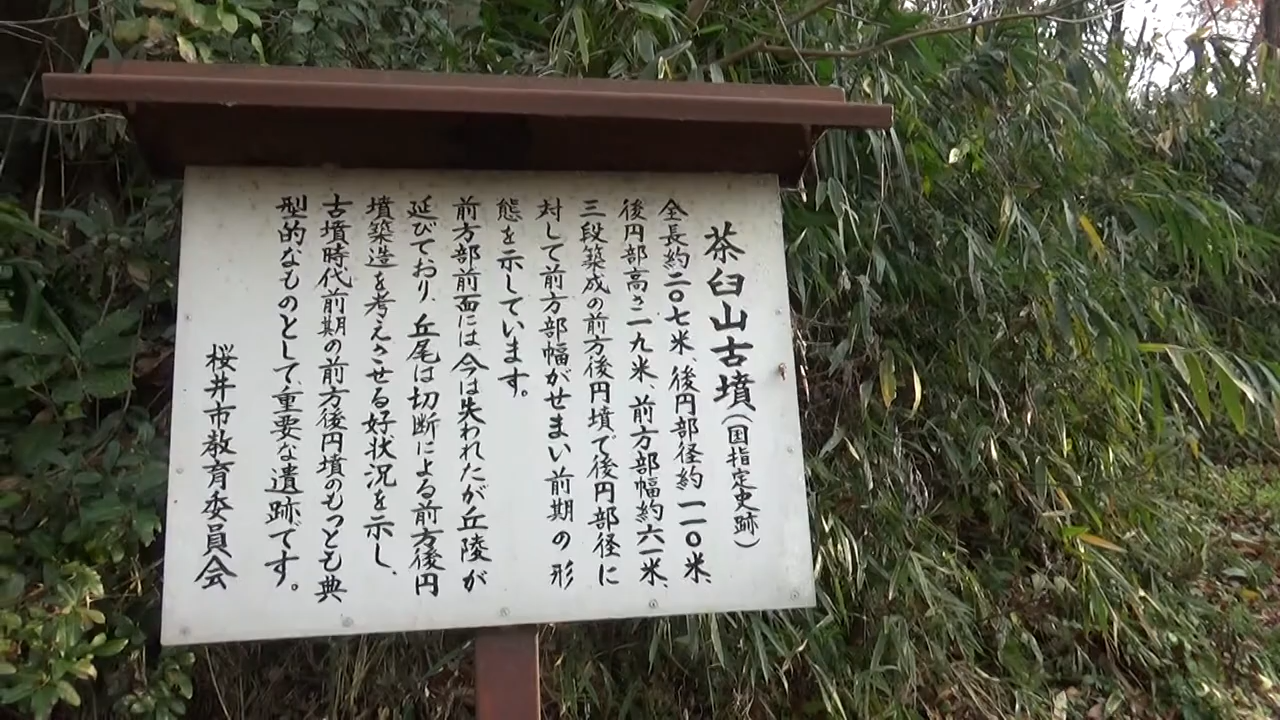 茶臼山古墳（国指定史跡）
全長約二〇七米、後円部径約一一〇米、
後円部高さ二九米、前方部幅約六一米、
三段築成の前方後円墳で後円部径に
対して前方部幅がせまい前期の形
態を示しています。
前方部前面には今は失われたが丘陵が
延びており、丘尾は切断による前方後円
墳築造を考えさせる好状況を示し、
古墳時代前期の前方後円墳のもっとも典
型的なものとして、重要な遺跡です。
桜井市教育委員会